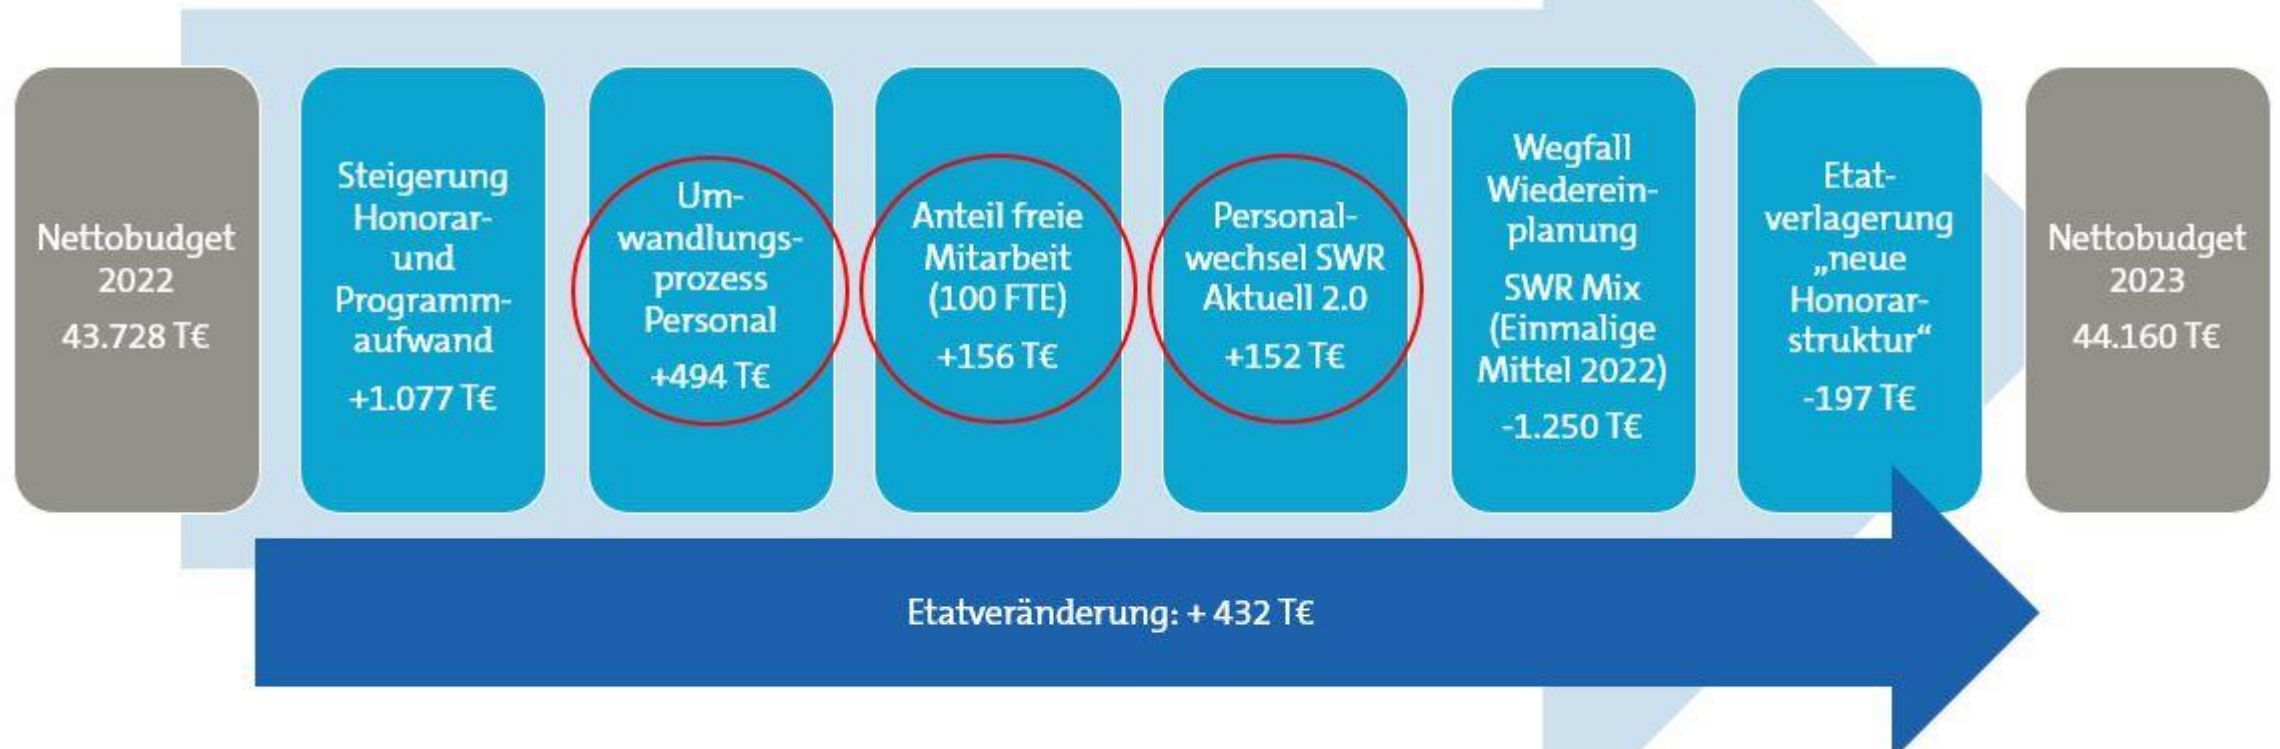 Nettobudget
2022
43.728 T€
Steigerung
Honorar-
und
Programm-
aufwand
+1.077 T€
Um-
wandlungs-
prozess
Personal
+494 T€
Anteil freie
Mitarbeit
(100 FTE)
+156 T€
Personal-
wechsel SWR
Aktuell 2.0
+152 T€
Wegfall
Wiederein-
planung
SWR Mix
(Einmalige
Mittel 2022)
-1.250 T€
Etat-
verlagerung
„neue
Honorar-
struktur“
-197 T€
Nettobudget
2023
44.160 T€
Etatveränderung: + 432 T€